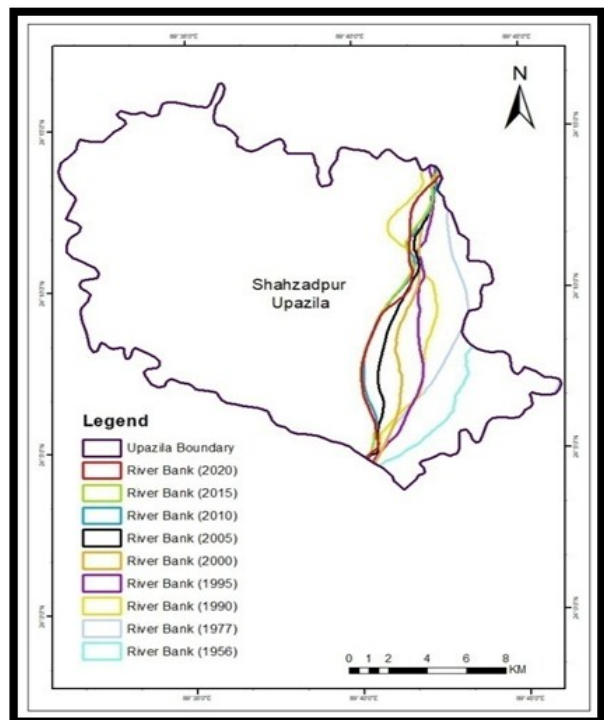 N
Shahzadpur
Upazila
Legend
Upazila Boundary
River Bank (2020)
River Bank (2015)
River Bank (2010)
River Bank (2005)
River Bank (2000)
River Bank (1995)
River Bank (1990)
River Bank (1977)
River Bank (1956)
0 1 2 4 6 8
KM